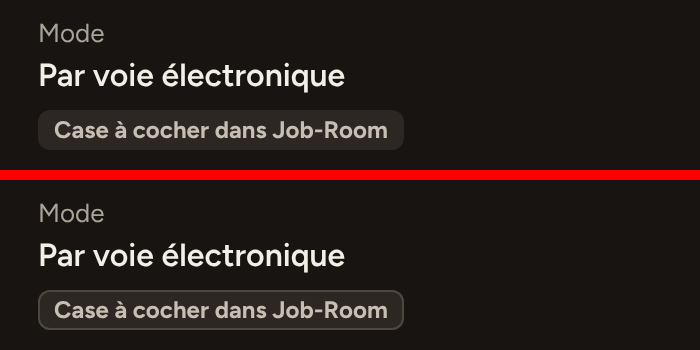 Mode
Par voie électronique
Case à cocher dans Job-Room
Mode
Par voie électronique
Case à cocher dans Job-Room